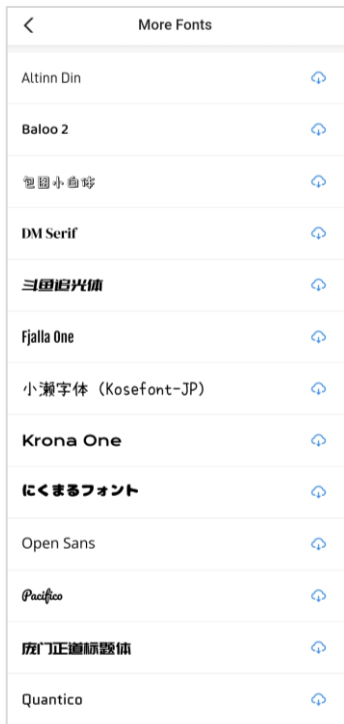 More Fonts
Altinn Din
Baloo 2
包图小白体
DM Serif
斗鱼追光体
Fjalla One
小濑字体 (Kosefont-JP)
Krona One
にくまるフォント
Open Sans
Pacifico
庞门正道标题体
Quantico